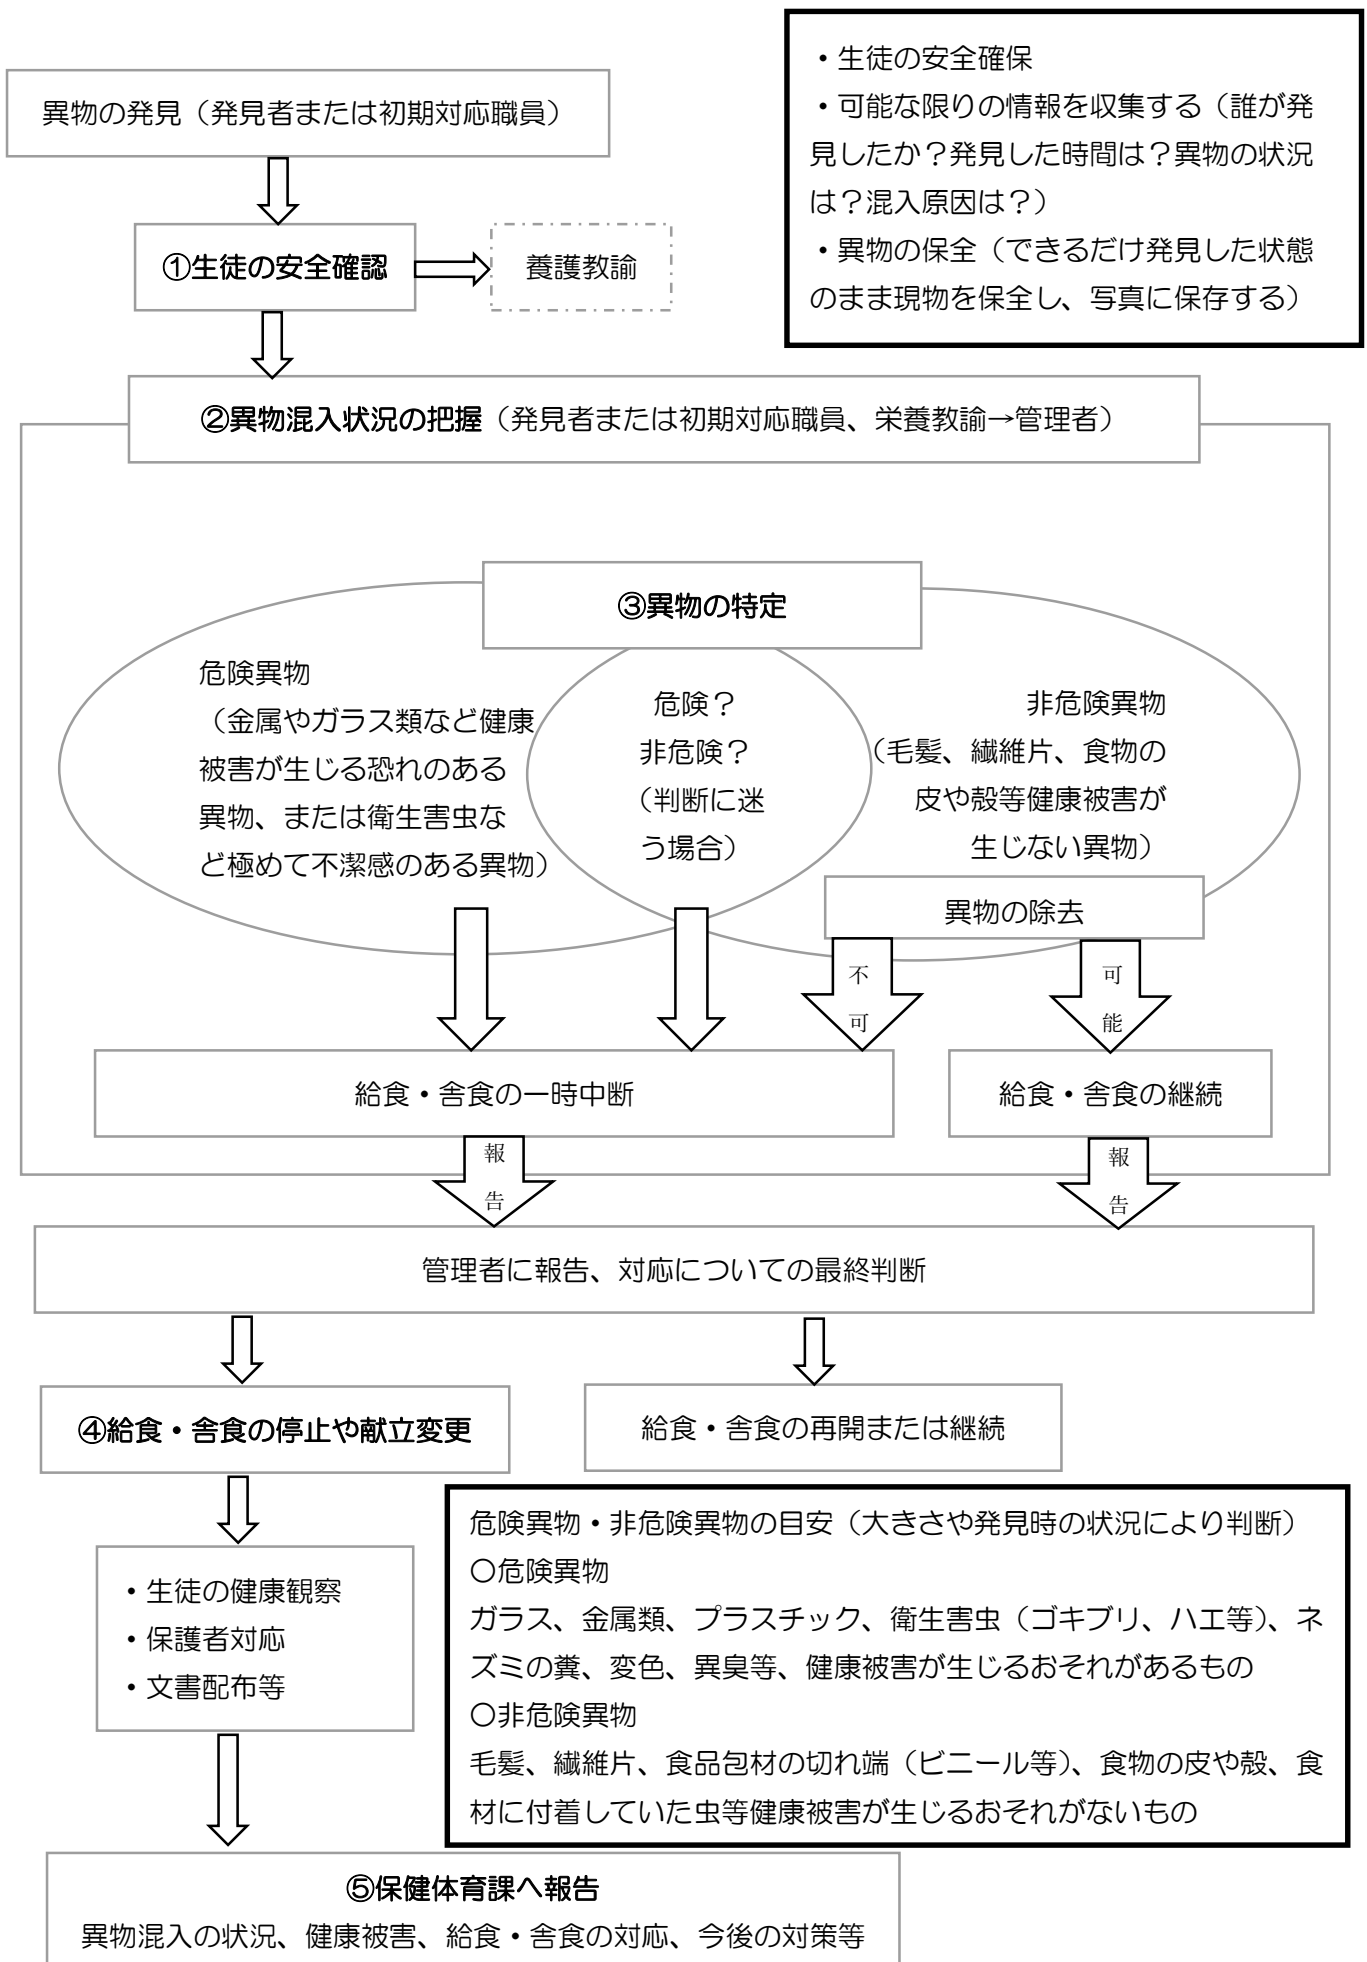 ・生徒の安全確保
・可能な限りの情報を収集する（誰が発
見したか？発見した時間は？異物の状況
は？混入原因は？）
・異物の保全（できるだけ発見した状態
のまま現物を保全し、写真に保存する）
異物の発見（発見者または初期対応職員）
①生徒の安全確認
養護教諭
②異物混入状況の把握（発見者または初期対応職員、栄養教諭→管理者）
③異物の特定
危険異物
（金属やガラス類など健康
被害が生じる恐れのある
異物、または衛生害虫な
ど極めて不潔感のある異物）
危険？
非危険？
（判断に迷
う場合）
非危険異物
（毛髪、繊維片、食物の
皮や殻等健康被害が
生じない異物）
異物の除去
不
可
可
能
給食・舎食の一時中断
給食・舎食の継続
報
告
報
告
管理者に報告、対応についての最終判断
④給食・舎食の停止や献立変更
給食・舎食の再開または継続
・生徒の健康観察
・保護者対応
・文書配布等
危険異物・非危険異物の目安（大きさや発見時の状況により判断）
〇危険異物
ガラス、金属類、プラスチック、衛生害虫（ゴキブリ、ハエ等）、ネ
ズミの糞、変色、異臭等、健康被害が生じるおそれがあるもの
〇非危険異物
毛髪、繊維片、食品包材の切れ端（ビニール等）、食物の皮や殻、食
材に付着していた虫等健康被害が生じるおそれがないもの
⑤保健体育課へ報告
異物混入の状況、健康被害、給食・舎食の対応、今後の対策等